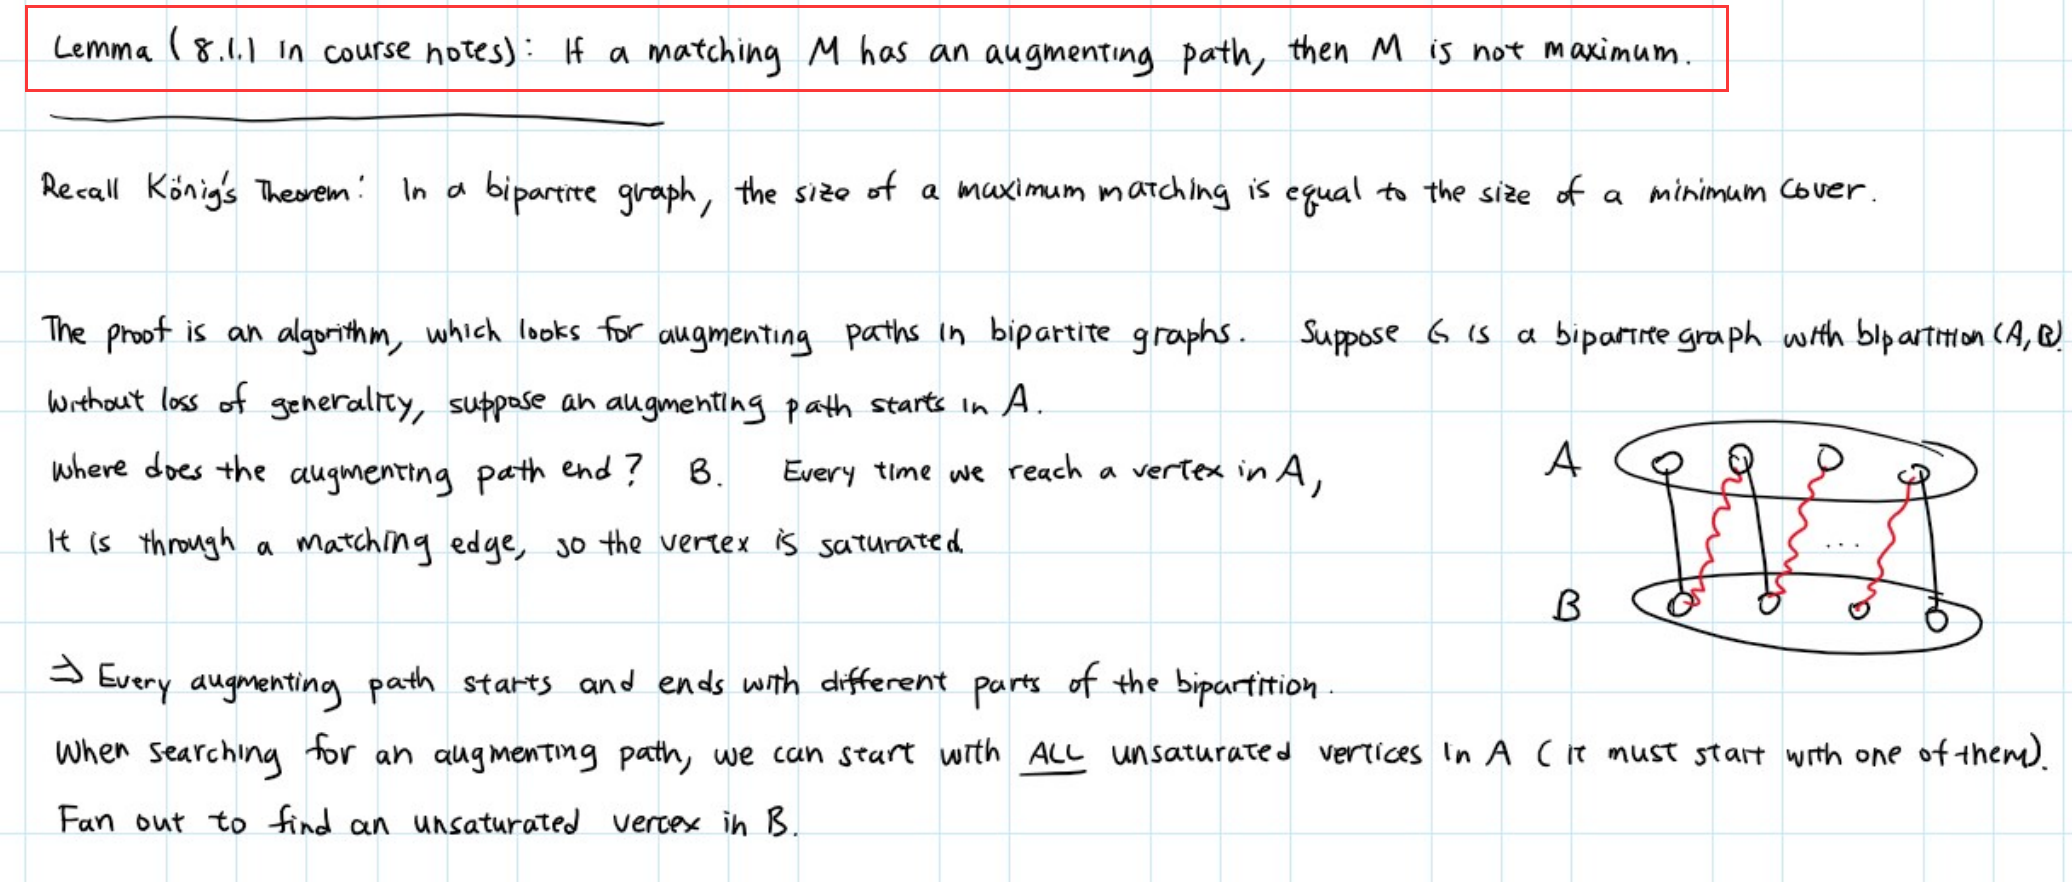 Lemma (8.1.1 in course notes): If a matching M has an augmenting path, then M is not maximum.
Recall König's Theorem: In a bipartite graph, the size of a maximum matching is equal to the size of a minimum cover.
The proof is an algorithm, which looks for augmenting paths in bipartite graphs. Suppose G is a bipartite graph with bipartition (A,B).
Without loss of generality, suppose an augmenting path starts in A.
Where does the augmenting path end? B. Every time we reach a vertex in A,
It is through a matching edge, so the vertex is saturated.
A
...
B
⇒ Every augmenting path starts and ends with different parts of the bipartition.
When searching for an augmenting path, we can start with ALL unsaturated vertices in A (it must start with one of them).
Fan out to find an unsaturated vertex in B.